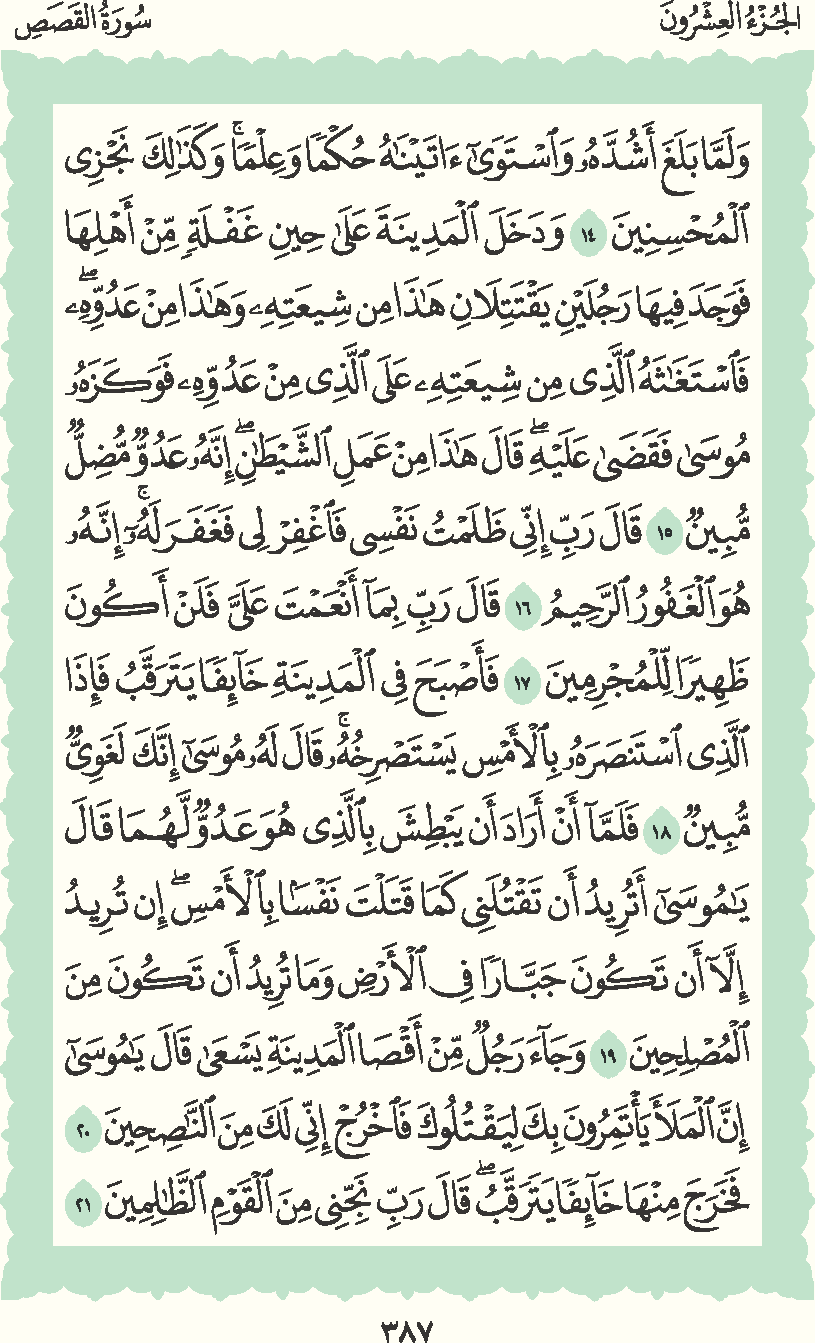 الجُزْءُ العِشْرُونَ
سُورَةُ القَصَصِ
وَلَمَّا بَلَغَ أَشُدَّهُۥ وَٱسْتَوَىٰٓ ءَاتَيْنَٰهُ حُكْمًا وَعِلْمًاۚ وَكَذَٰلِكَ نَجْزِى
ٱلْمُحْسِنِينَ ١٤ وَدَخَلَ ٱلْمَدِينَةَ عَلَىٰ حِينِ غَفْلَةٍ مِّنْ أَهْلِهَا
فَوَجَدَ فِيهَا رَجُلَيْنِ يَقْتَتِلَانِ هَٰذَا مِن شِيعَتِهِۦ وَهَٰذَا مِنْ عَدُوِّهِۦۖ
فَٱسْتَغَٰثَهُ ٱلَّذِى مِن شِيعَتِهِۦ عَلَى ٱلَّذِى مِنْ عَدُوِّهِۦ فَوَكَزَهُۥ
مُوسَىٰ فَقَضَىٰ عَلَيْهِۖ قَالَ هَٰذَا مِنْ عَمَلِ ٱلشَّيْطَٰنِۖ إِنَّهُۥ عَدُوٌّ مُّضِلٌّ
مُّبِينٌ ١٥ قَالَ رَبِّ إِنِّى ظَلَمْتُ نَفْسِى فَٱغْفِرْ لِى فَغَفَرَ لَهُۥٓۚ إِنَّهُۥ
هُوَ ٱلْغَفُورُ ٱلرَّحِيمُ ١٦ قَالَ رَبِّ بِمَآ أَنْعَمْتَ عَلَىَّ فَلَنْ أَكُونَ
ظَهِيرًا لِّلْمُجْرِمِينَ ١٧ فَأَصْبَحَ فِى ٱلْمَدِينَةِ خَآئِفًا يَتَرَقَّبُ فَإِذَا
ٱلَّذِى ٱسْتَنصَرَهُۥ بِٱلْأَمْسِ يَسْتَصْرِخُهُۥۚ قَالَ لَهُۥ مُوسَىٰٓ إِنَّكَ لَغَوِىٌّ
مُّبِينٌ ١٨ فَلَمَّآ أَنْ أَرَادَ أَن يَبْطِشَ بِٱلَّذِى هُوَ عَدُوٌّ لَّهُمَا قَالَ
يَٰمُوسَىٰٓ أَتُرِيدُ أَن تَقْتُلَنِى كَمَا قَتَلْتَ نَفْسًۢا بِٱلْأَمْسِۖ إِن تُرِيدُ
إِلَّآ أَن تَكُونَ جَبَّارًا فِى ٱلْأَرْضِ وَمَا تُرِيدُ أَن تَكُونَ مِنَ
ٱلْمُصْلِحِينَ ١٩ وَجَآءَ رَجُلٌ مِّنْ أَقْصَا ٱلْمَدِينَةِ يَسْعَىٰ قَالَ يَٰمُوسَىٰٓ
إِنَّ ٱلْمَلَأَ يَأْتَمِرُونَ بِكَ لِيَقْتُلُوكَ فَٱخْرُجْ إِنِّى لَكَ مِنَ ٱلنَّٰصِحِينَ ٢٠
فَخَرَجَ مِنْهَا خَآئِفًا يَتَرَقَّبُۖ قَالَ رَبِّ نَجِّنِى مِنَ ٱلْقَوْمِ ٱلظَّٰلِمِينَ ٢١
٣٨٧